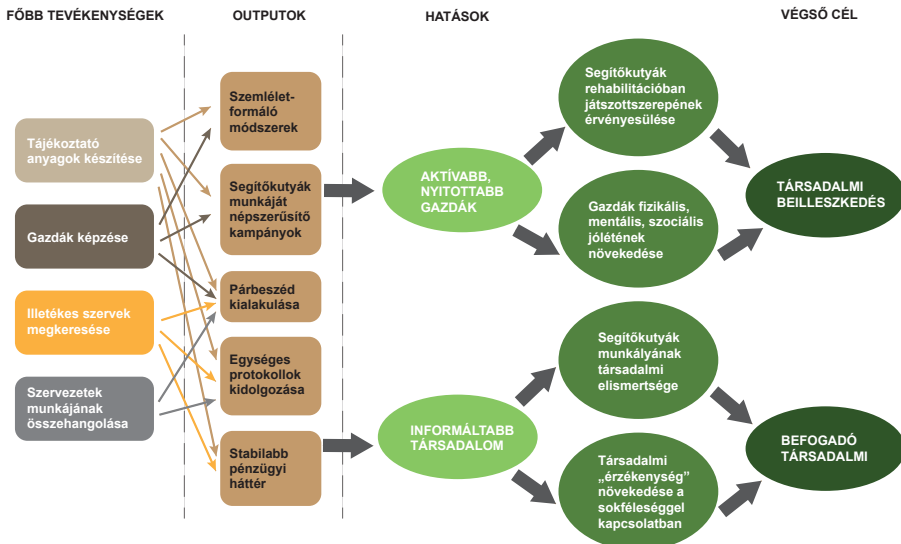 FŐBB TEVÉKENYSÉGEK
OUTPUTOK
HATÁSOK
VÉGSŐ CÉL
Tájékoztató
anyagok készítése
Gazdák képzése
Illetékes szervek
megkeresése
Szervezetek
munkájának
összehangolása
Szemlélet-
formáló
módszerek
Segítőkutyák
munkáját
népszerűsítő
kampányok
Párbeszéd
kialakulása
Egységes
protokollok
kidolgozása
Stabilabb
pénzügyi
háttér
AKTÍVABB,
NYITOTTABB
GAZDÁK
INFORMÁLTABB
TÁRSADALOM
Segítőkutyák
rehabilitációban
játszottszerepének
érvényesülése
Gazdák fizikális,
mentális, szociális
jólétének
növekedése
Segítőkutyák
munkályának
társadalmi
elismertsége
Társadalmi
„érzékenység”
növekedése a
sokféleséggel
kapcsolatban
TÁRSADALMI
BEILLESZKEDÉS
BEFOGADÓ
TÁRSADALMI